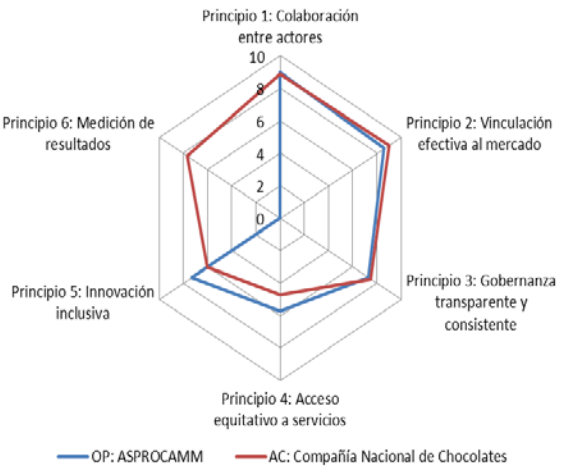 Principio 1: Colaboración
entre actores
10
8
6
4
2
0
Principio 6: Medición de
resultados
Principio 2: Vinculación
efectiva al mercado
Principio 5: Innovación
inclusiva
Principio 3: Gobernanza
transparente y
consistente
Principio 4: Acceso
equitativo a servicios
OP: ASPROCAMM
AC: Compañía Nacional de Chocolates